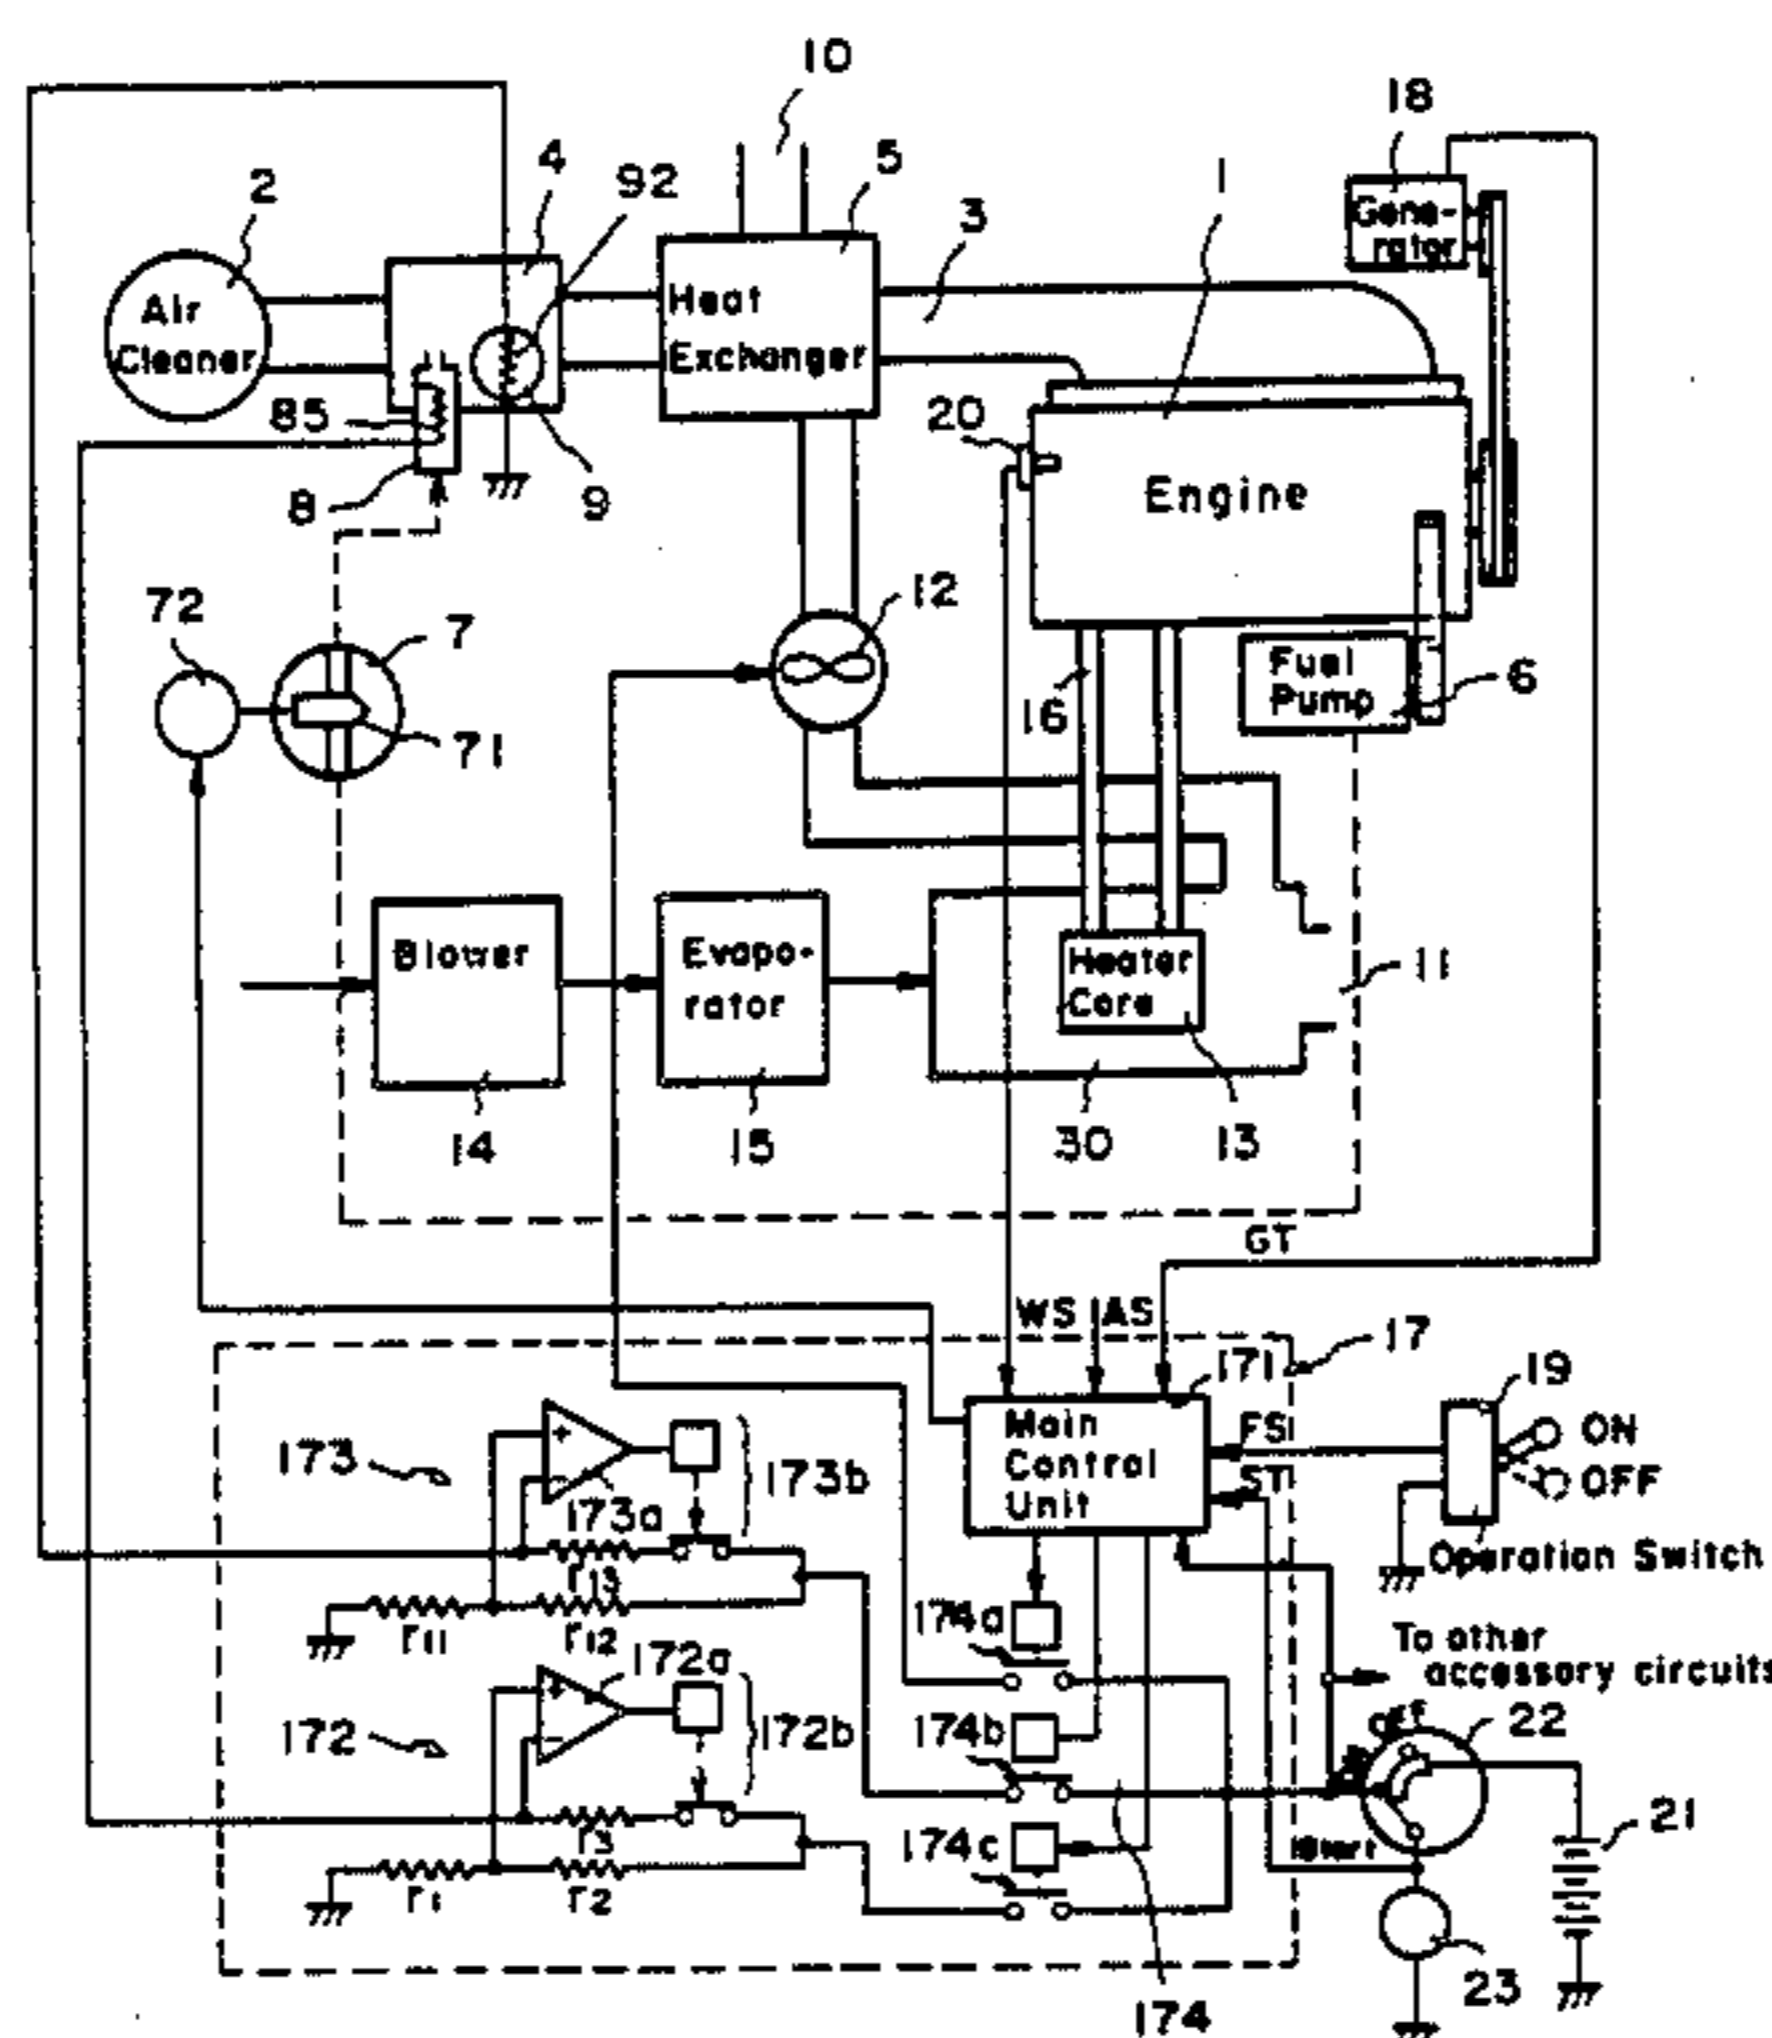 10
18
4
92
5
1
2
3
Gene-
rator
Air
Cleaner
Heat
Exchanger
85
20
8
9
Engine
72
7
12
Fuel
Pump
6
71
16
Blower
Evapo-
rator
Heater
Core
11
14
15
30
13
GT
WS
AS
17
171
19
Main
Control
Unit
FS
ST
ON
OFF
173
173b
173a
Operation Switch
r13
r11
r12
174a
To other
accessory circuits
172a
172
172b
174b
OFF
22
r3
174c
Start
21
r1
r2
23
174